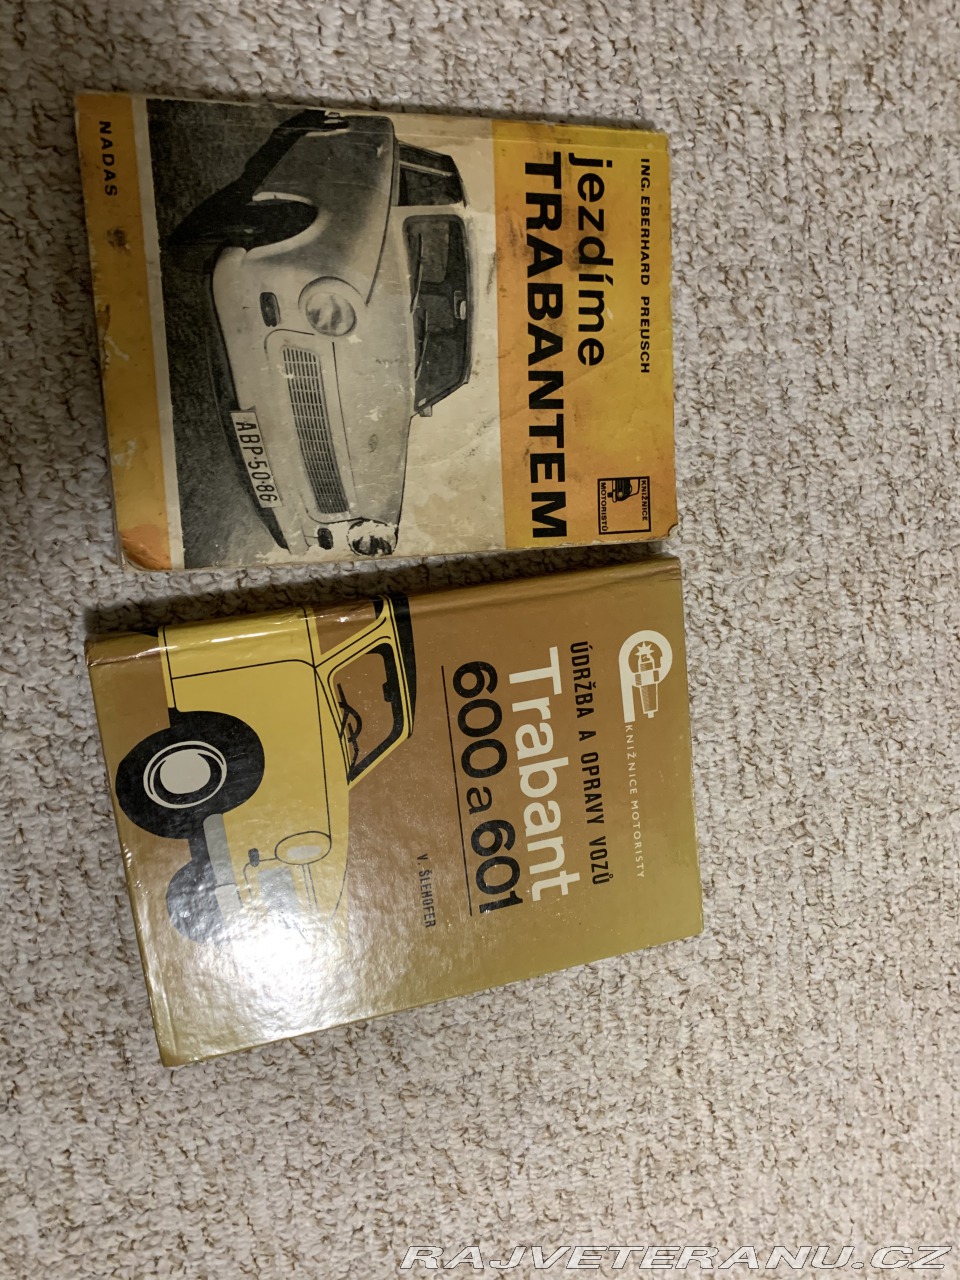 ING. EBERHARD PREUSCH
jezdíme
TRABANTEM
KNIŽNICE
MOTORISTŮ
ABP-50-86
NADAS
KNIŽNICE MOTORISTY
ÚDRŽBA A OPRAVY VOZŮ
Trabant
600 a 601
V. ŠLEHOFER
RAJVETERANU.CZ